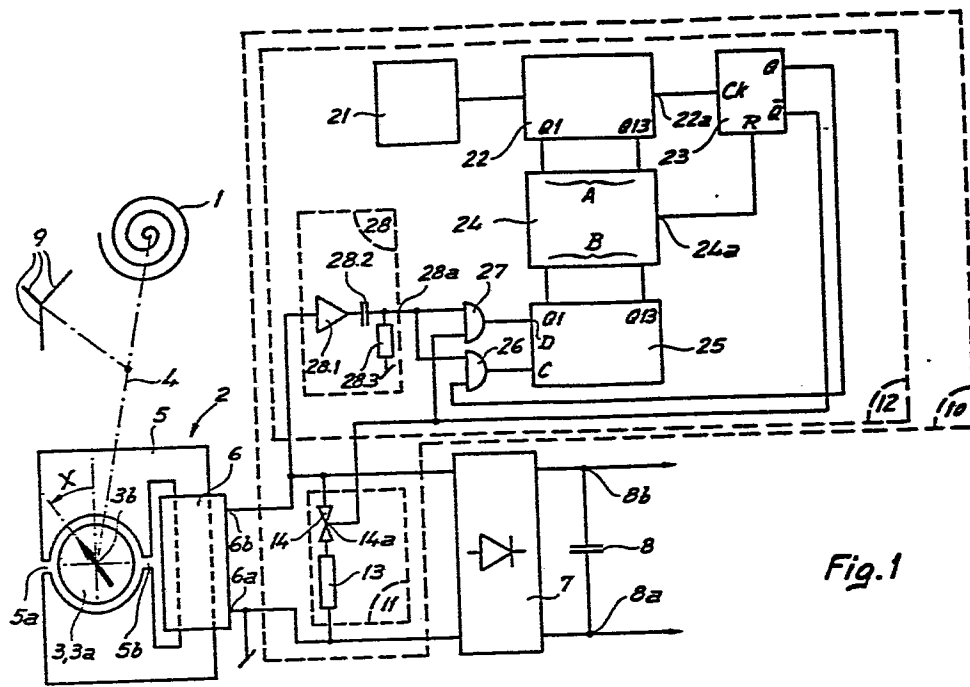 21
Q1
Q13
22
22a
Ck
Q
Q̄
R
23
1
9
A
24
B
24a
28
28.2
28a
27
28.1
28.3
26
Q1
Q13
D
C
25
4
12
10
2
5
6
X
3b
6b
14
14a
8b
8
13
11
7
6a
5a
3,3a
5b
8a
Fig.1